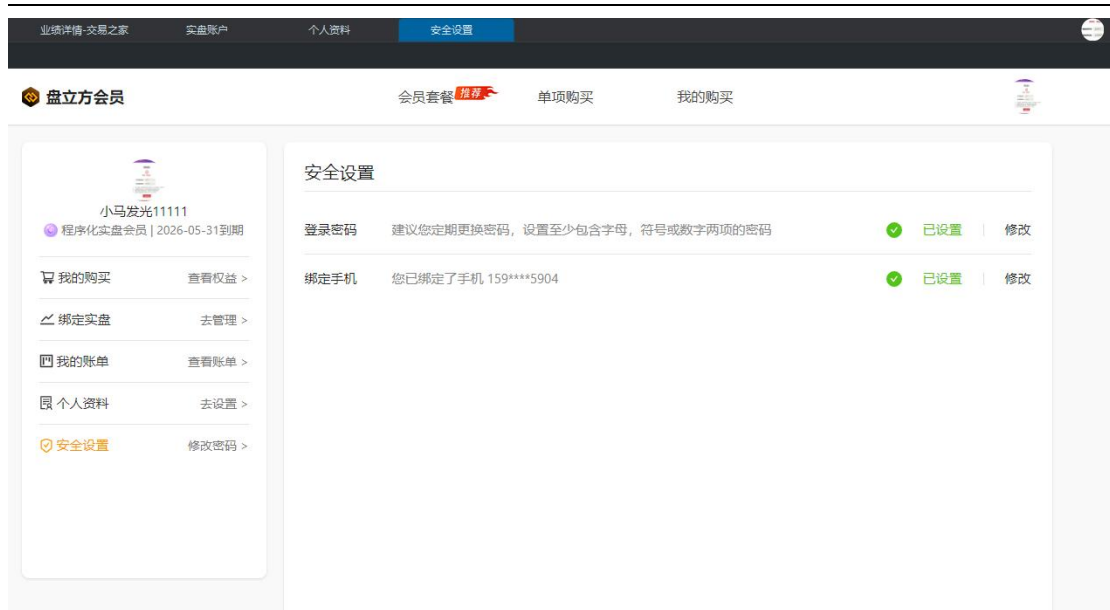 业绩详情-交易之家 实盘账户 个人资料 安全设置
盘立方会员 会员套餐 推荐 单项购买 我的购买
小马发光11111
程序化实盘会员 | 2026-05-31到期
我的购买 查看权益 >
绑定实盘 去管理 >
我的账单 查看账单 >
个人资料 去设置 >
安全设置 修改密码 >
安全设置
登录密码 建议您定期更换密码，设置至少包含字母，符号或数字两项的密码 已设置 修改
绑定手机 您已绑定了手机 159****5904 已设置 修改